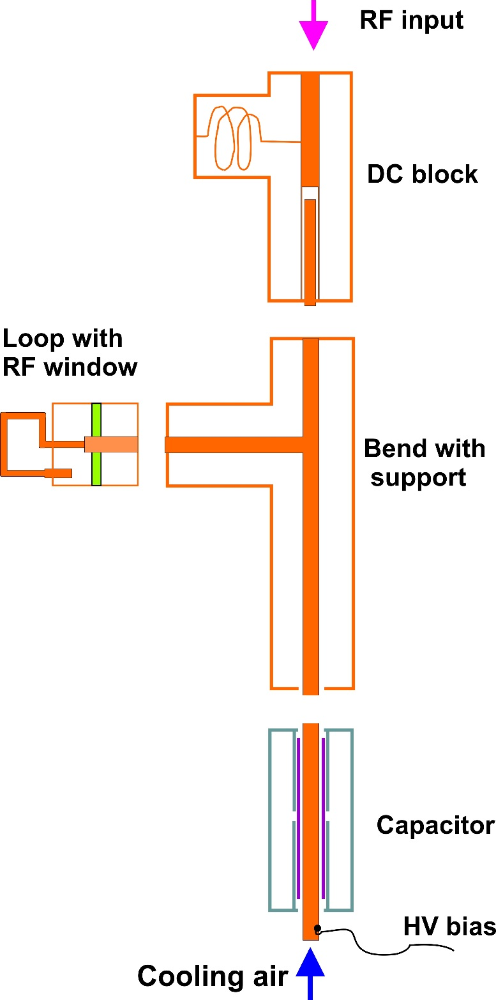 RF input
DC block
Loop with
RF window
Bend with
support
Capacitor
HV bias
Cooling air